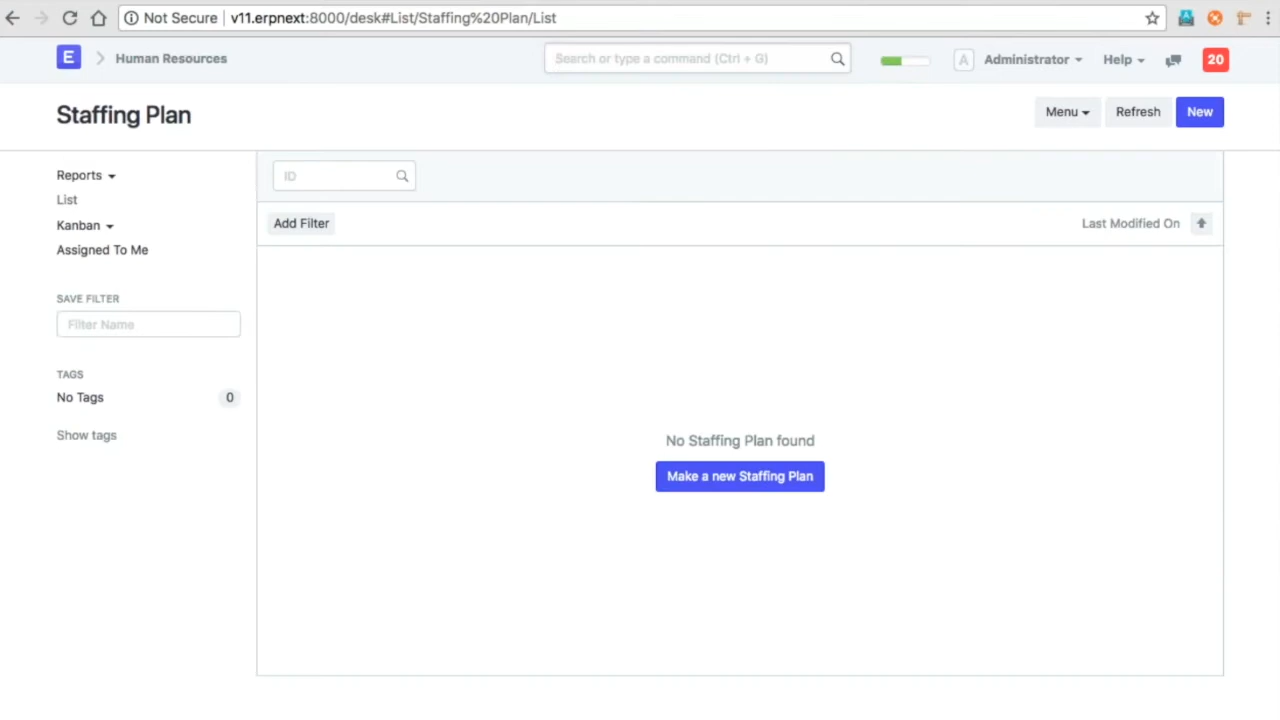 Not Secure | v11.erpnext:8000/desk#List/Staffing%20Plan/List
E Human Resources Search or type a command (Ctrl + G) A Administrator Help 20
Staffing Plan Menu Refresh New
Reports
List
Kanban
Assigned To Me
SAVE FILTER
Filter Name
TAGS
No Tags 0
Show tags
ID
Add Filter Last Modified On
No Staffing Plan found
Make a new Staffing Plan